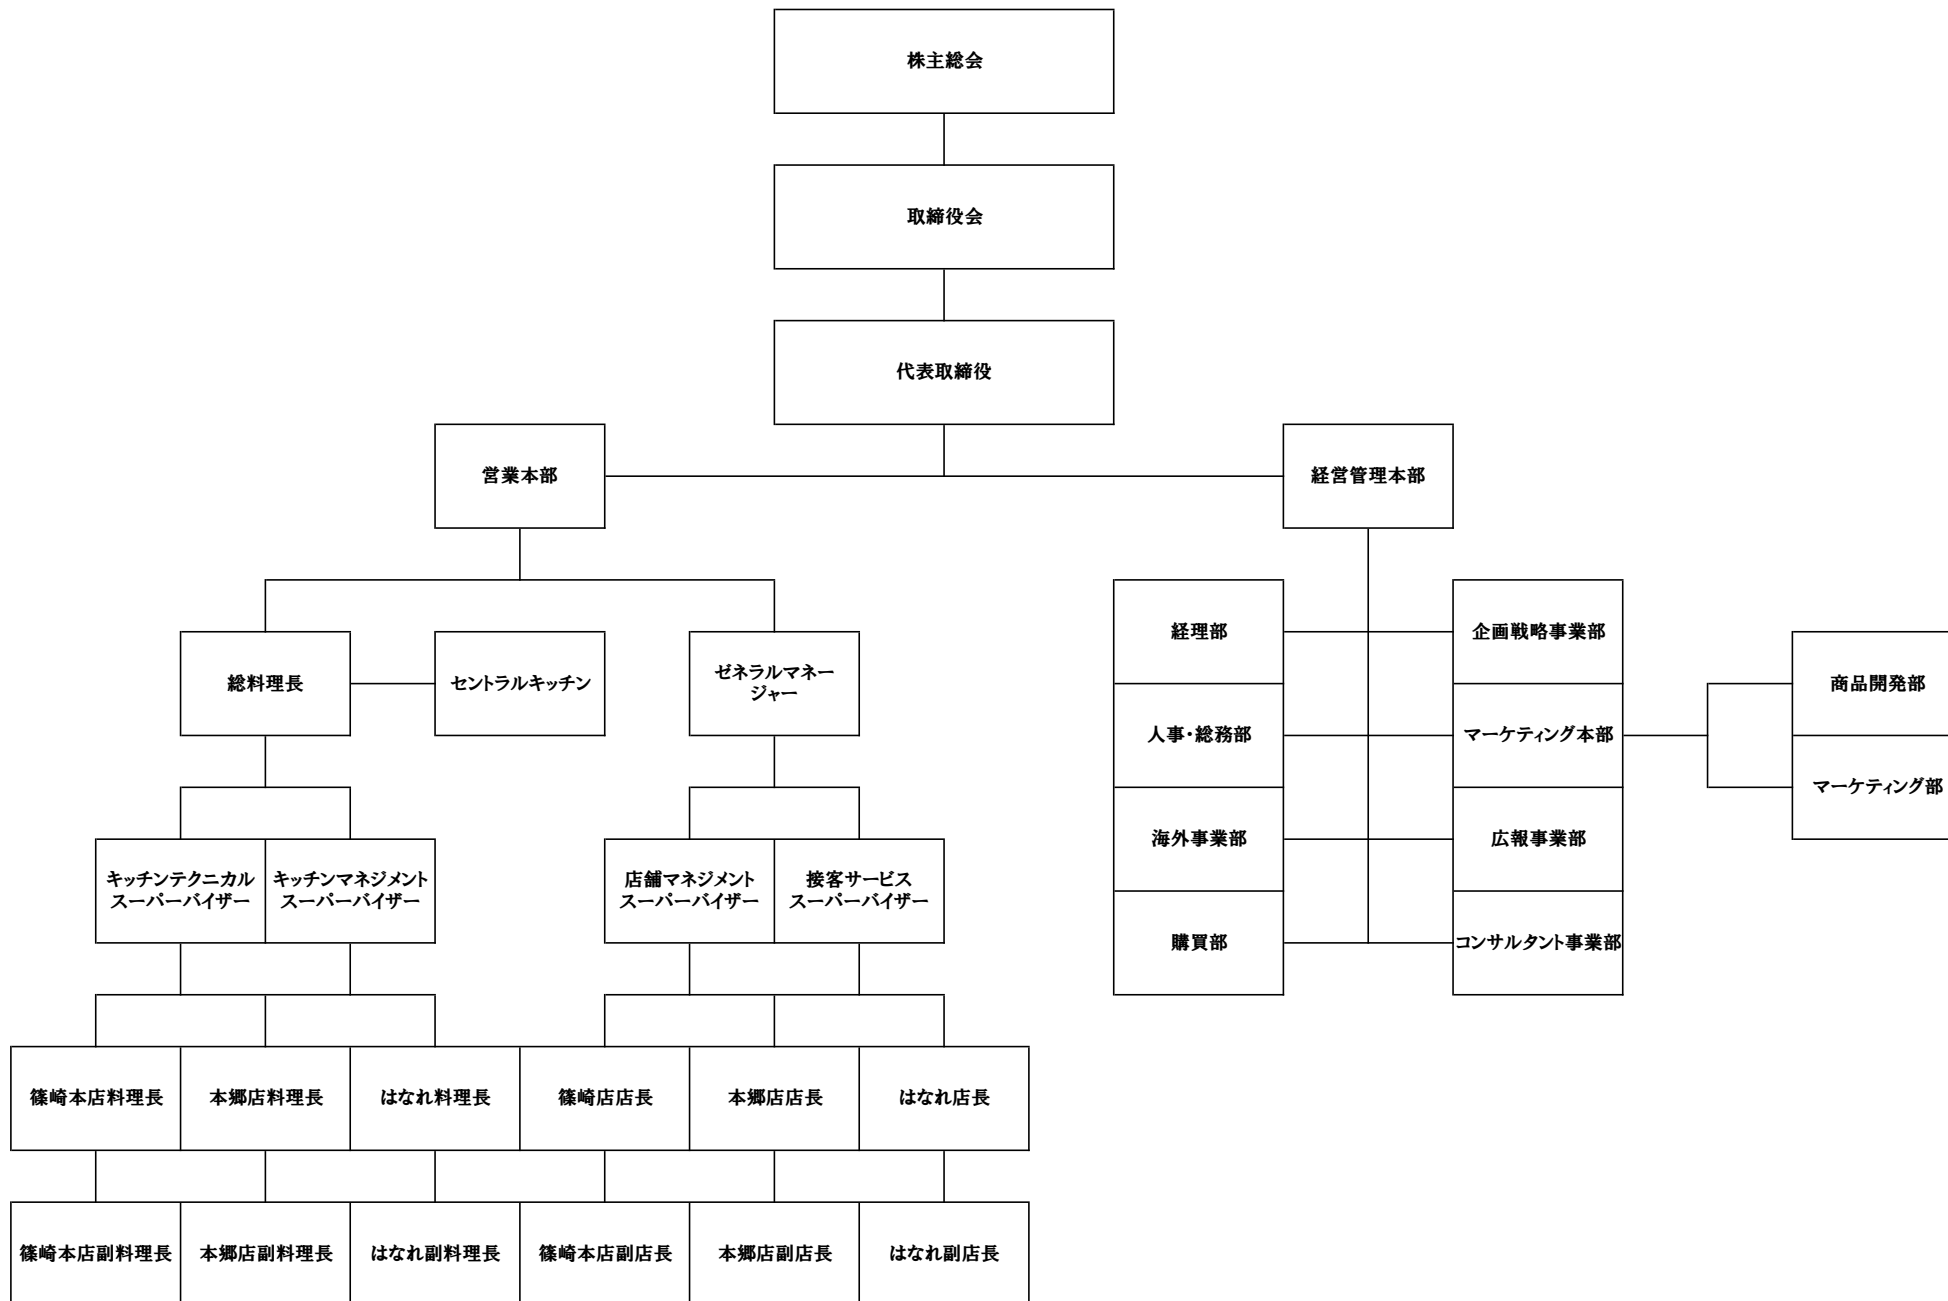 株主総会
取締役会
代表取締役
営業本部
経営管理本部
経理部
企画戦略事業部
総料理長
セントラルキッチン
ゼネラルマネー
ジャー
商品開発部
人事・総務部
マーケティング本部
マーケティング部
海外事業部
広報事業部
キッチンテクニカル
スーパーバイザー
キッチンマネジメント
スーパーバイザー
店舗マネジメント
スーパーバイザー
接客サービス
スーパーバイザー
購買部
コンサルタント事業部
篠崎本店料理長
本郷店料理長
はなれ料理長
篠崎店店長
本郷店店長
はなれ店長
篠崎本店副料理長
本郷店副料理長
はなれ副料理長
篠崎本店副店長
本郷店副店長
はなれ副店長